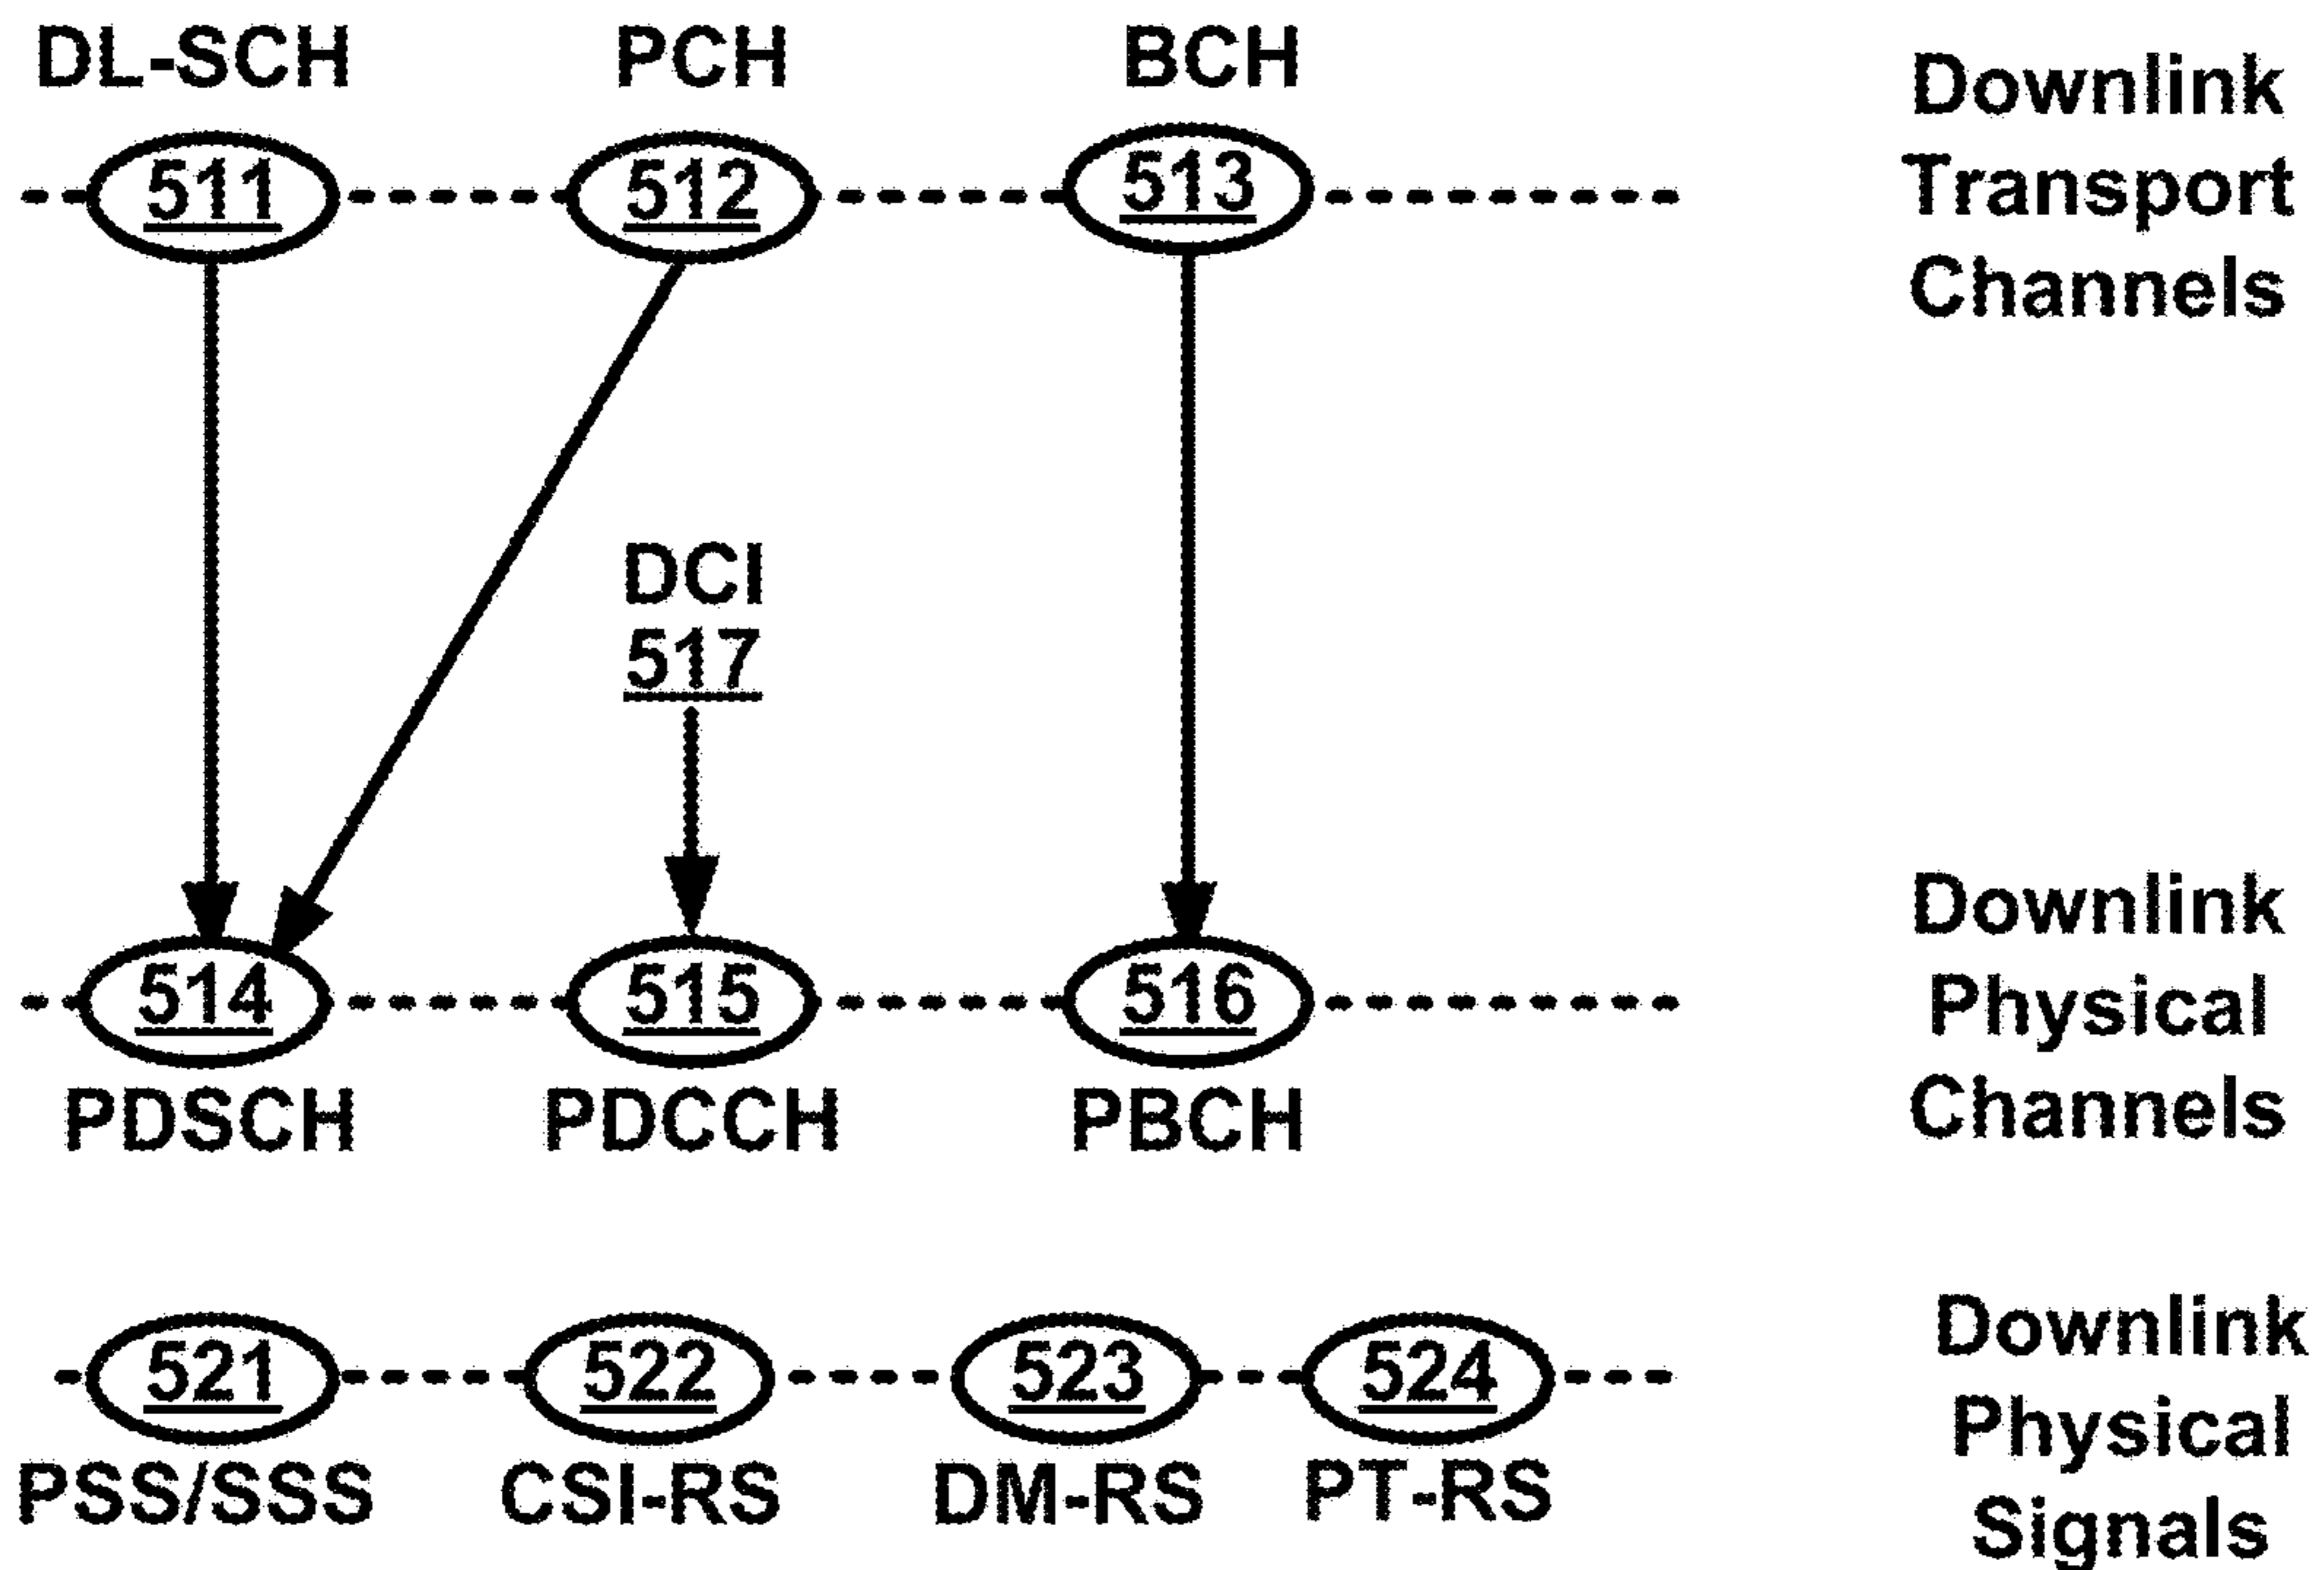 DL-SCH PCH BCH
511 512 513
Downlink
Transport
Channels
DCI
517
514 515 516
PDSCH PDCCH PBCH
Downlink
Physical
Channels
521 522 523 524
PSS/SSS CSI-RS DM-RS PT-RS
Downlink
Physical
Signals